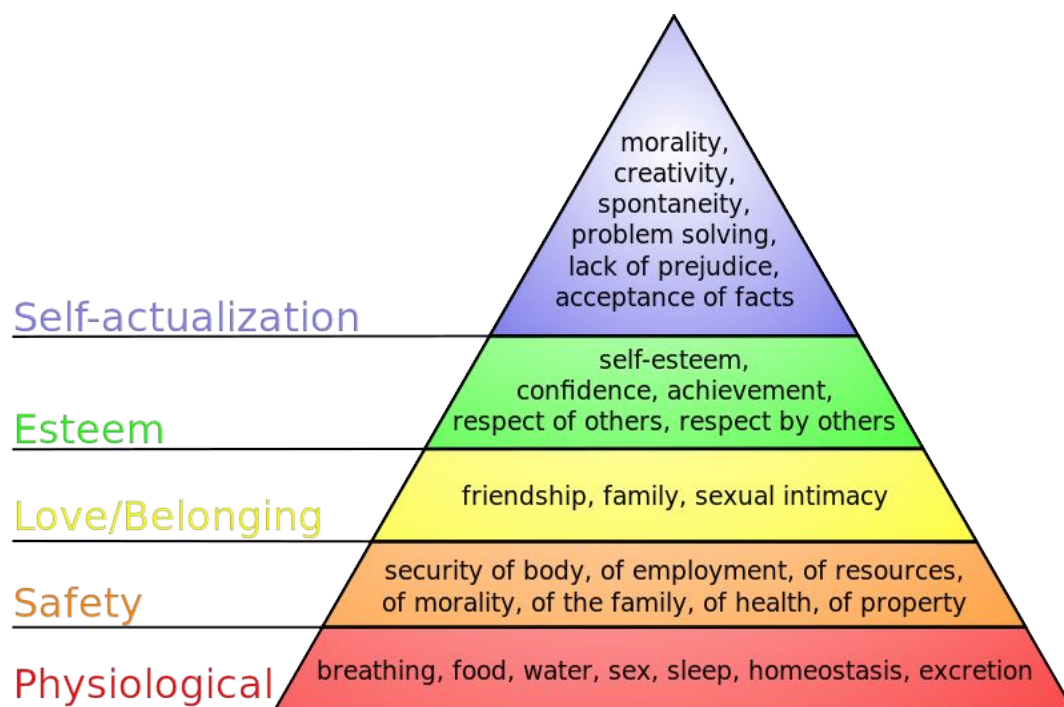 morality,
creativity,
spontaneity,
problem solving,
lack of prejudice,
acceptance of facts
Self-actualization
self-esteem,
confidence, achievement,
respect of others, respect by others
Esteem
friendship, family, sexual intimacy
Love/Belonging
security of body, of employment, of resources,
of morality, of the family, of health, of property
Safety
breathing, food, water, sex, sleep, homeostasis, excretion
Physiological